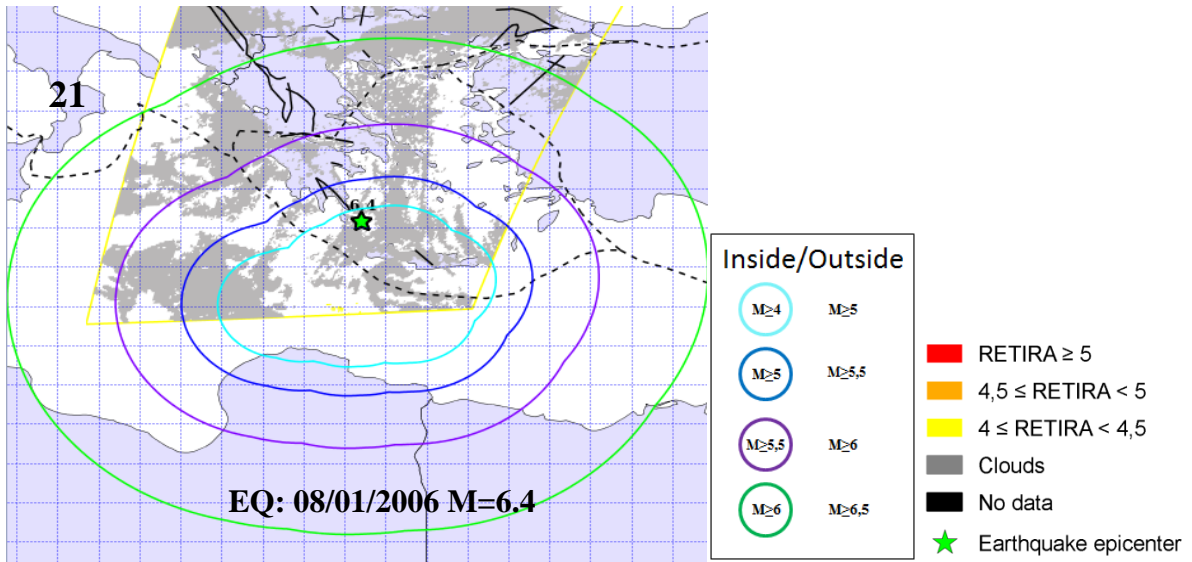 21
6.4
EQ: 08/01/2006 M=6.4
Inside/Outside
M≥4 M≥5
M≥5 M≥5,5
M≥5,5 M≥6
M≥6 M≥6,5
RETIRA ≥ 5
4,5 ≤ RETIRA < 5
4 ≤ RETIRA < 4,5
Clouds
No data
Earthquake epicenter